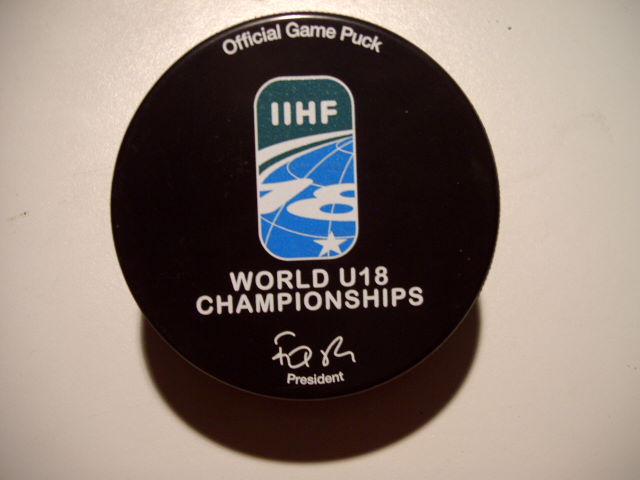 Official Game Puck
IIHF
18
WORLD U18
CHAMPIONSHIPS
President